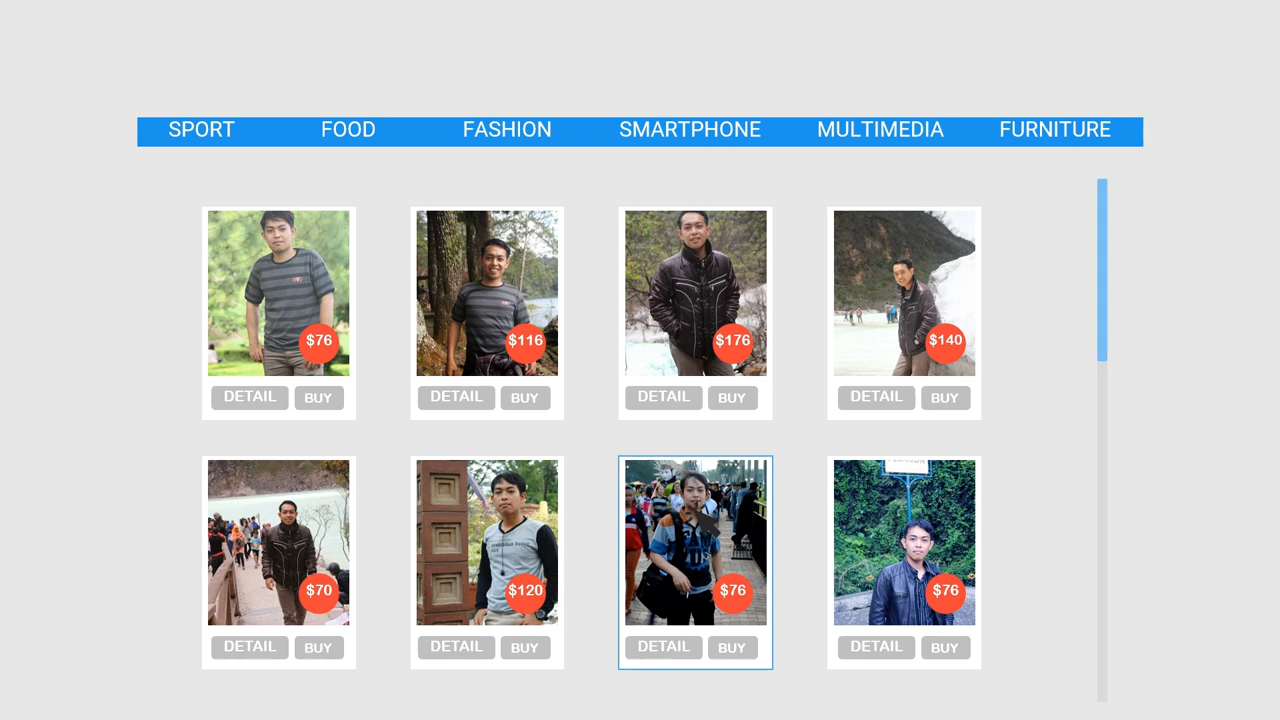 SPORT FOOD FASHION SMARTPHONE MULTIMEDIA FURNITURE
$76 $116 $176 $140
DETAIL BUY DETAIL BUY DETAIL BUY DETAIL BUY
$70 $120 $76 $76
DETAIL BUY DETAIL BUY DETAIL BUY DETAIL BUY